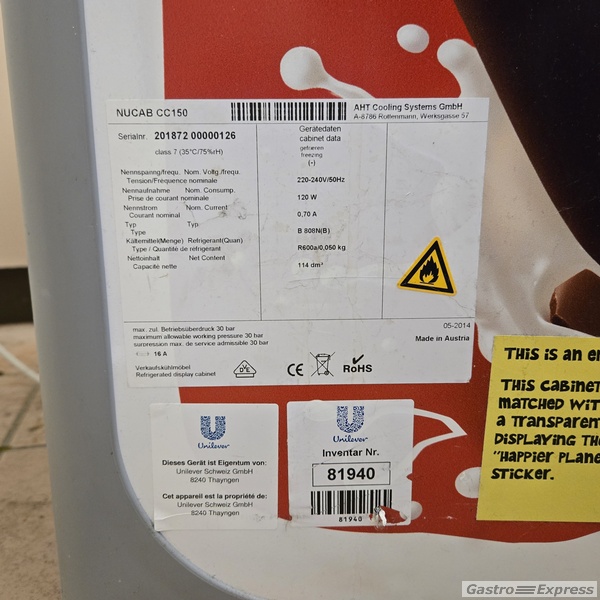 NUCAB CC150
AHT Cooling Systems GmbH
A-8786 Rottenmann, Werksgasse 57
Serialnr. 201872 00000126
class 7 (35°C/75%rH)
Gerätedaten
cabinet data
gefrieren
freezing
(-)
Nennspanng/frequ. Nom. Voltg./frequ.
Tension/Fréquence nominale
220-240V/50Hz
Nennaufnahme Nom. Consump.
Prise de courant nominale
120 W
Nennstrom Nom. Current
Courant nominal
0,70 A
Typ Typ
Type
B 808N(B)
Kältemittel(Menge) Refrigerant(Quan)
Type / Quantité de réfrigerant
R600a/0,050 kg
Nettoinhalt Net Content
Capacité nette
114 dm³
max. zul. Betriebsüberdruck 30 bar
maximum allowable working pressure 30 bar
surpression max. de service admissible 30 bar
16 A
05-2014
Made in Austria
Verkaufskühlmöbel
Refrigerated display cabinet
CE
RoHS
Unilever
Dieses Gerät ist Eigentum von:
Unilever Schweiz GmbH
8240 Thayngen
Cet appareil est la propriété de:
Unilever Schweiz GmbH
8240 Thayngen
Unilever
Inventar Nr.
81940
81940
This is an
This cabinet
matched wit
a transparen
displaying the
"Happier Plane
sticker.
Gastro Express